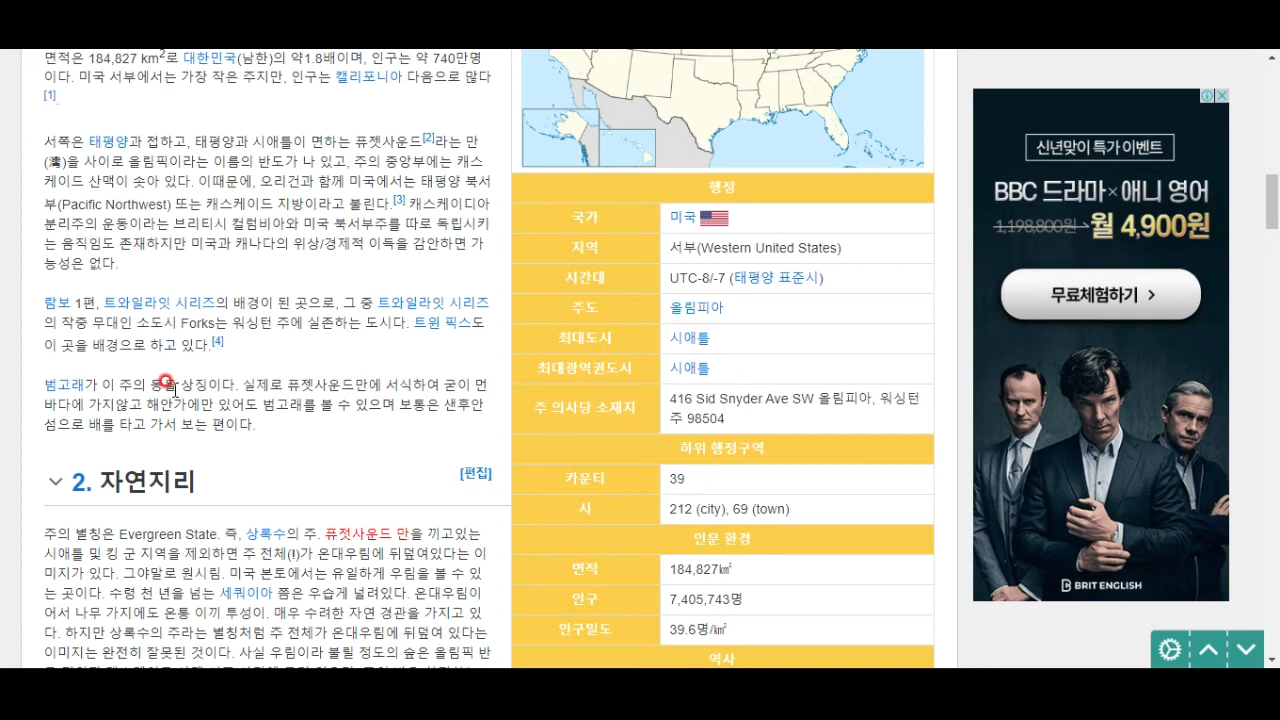 면적은 184,827 km2로 대한민국(남한)의 약1.8배이며, 인구는 약 740만명
이다. 미국 서부에서는 가장 작은 주지만, 인구는 캘리포니아 다음으로 많다
[1].
서쪽은 태평양과 접하고, 태평양과 시애틀이 면하는 퓨젯사운드[2]라는 만
(灣)을 사이로 올림픽이라는 이름의 반도가 나 있고, 주의 중앙부에는 캐스
케이드 산맥이 솟아 있다. 이때문에, 오리건과 함께 미국에서는 태평양 북서
부(Pacific Northwest) 또는 캐스케이드 지방이라고 불린다.[3] 캐스케이디아
분리주의 운동이라는 브리티시 컬럼비아와 미국 북서부주를 따로 독립시키
는 움직임도 존재하지만 미국과 캐나다의 위상/경제적 이득을 감안하면 가
능성은 없다.
람보 1편, 트와일라잇 시리즈의 배경이 된 곳으로, 그 중 트와일라잇 시리즈
의 작중 무대인 소도시 Forks는 워싱턴 주에 실존하는 도시다. 트윈 픽스도
이 곳을 배경으로 하고 있다.[4]
범고래가 이 주의 동물 상징이다. 실제로 퓨젯사운드만에 서식하여 굳이 먼
바다에 가지않고 해안가에만 있어도 범고래를 볼 수 있으며 보통은 샌후안
섬으로 배를 타고 가서 보는 편이다.
2. 자연지리
[편집]
주의 별칭은 Evergreen State. 즉, 상록수의 주. 퓨젯사운드 만을 끼고있는
시애틀 및 킹 군 지역을 제외하면 주 전체(!)가 온대우림에 뒤덮여있다는 이
미지가 있다. 그야말로 원시림. 미국 본토에서는 유일하게 우림을 볼 수 있
는 곳이다. 수령 천 년을 넘는 세쿼이아 쯤은 우습게 널려있다. 온대우림이
어서 나무 가지에도 온통 이끼 투성이. 매우 수려한 자연 경관을 가지고 있
다. 하지만 상록수의 주라는 별칭처럼 주 전체가 온대우림에 뒤덮여 있다는
이미지는 완전히 잘못된 것이다. 사실 우림이라 불릴 정도의 숲은 올림픽 반
행정
국가 미국
지역 서부(Western United States)
시간대 UTC-8/-7 (태평양 표준시)
주도 올림피아
최대도시 시애틀
최대광역권도시 시애틀
주 의사당 소재지 416 Sid Snyder Ave SW 올림피아, 워싱턴
주 98504
하위 행정구역
카운티 39
시 212 (city), 69 (town)
인문 환경
면적 184,827㎢
인구 7,405,743명
인구밀도 39.6명/㎢
역사
신년맞이 특가 이벤트
BBC 드라마×애니 영어
1,198,800원→월 4,900원
무료체험하기 >
BRIT ENGLISH